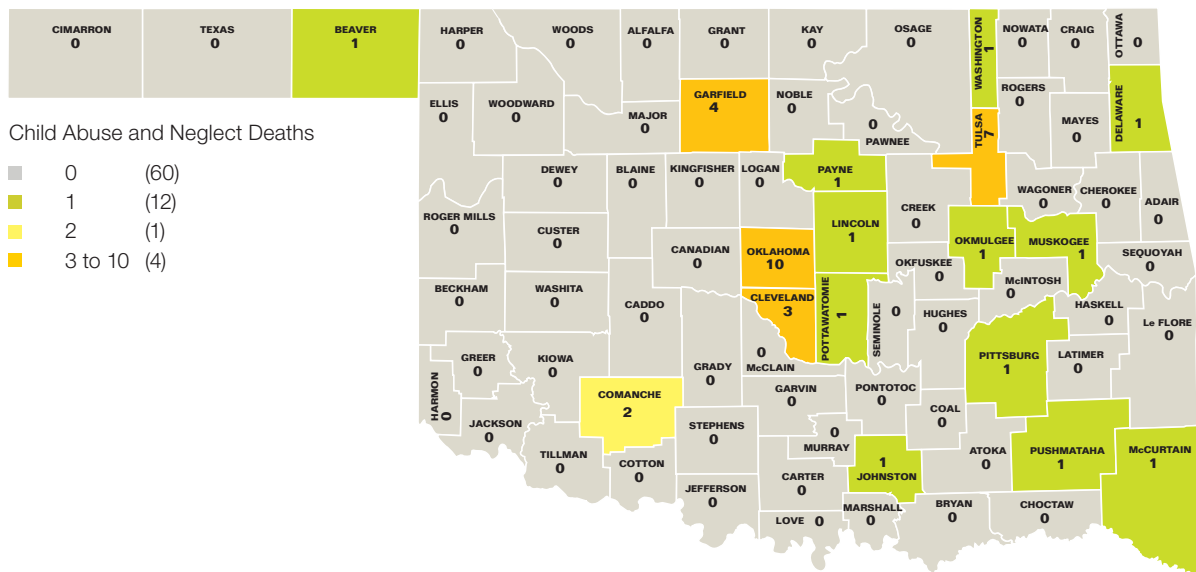 CIMARRON
0
TEXAS
0
BEAVER
1
HARPER
0
WOODS
0
ALFALFA
0
GRANT
0
KAY
0
OSAGE
0
WASHINGTON
1
NOWATA
0
CRAIG
0
OTTAWA
0
ELLIS
0
WOODWARD
0
MAJOR
0
GARFIELD
4
NOBLE
0
0
PAWNEE
TULSA
7
ROGERS
0
MAYES
0
DELAWARE
1
Child Abuse and Neglect Deaths
0 (60)
1 (12)
2 (1)
3 to 10 (4)
DEWEY
0
BLAINE
0
KINGFISHER
0
LOGAN
0
PAYNE
1
CREEK
0
WAGONER
0
CHEROKEE
0
ADAIR
0
ROGER MILLS
0
CUSTER
0
CANADIAN
0
OKLAHOMA
10
LINCOLN
1
OKFUSKEE
0
OKMULGEE
1
MUSKOGEE
1
SEQUOYAH
0
BECKHAM
0
WASHITA
0
CADDO
0
CLEVELAND
3
POTTAWATOMIE
1
SEMINOLE
0
HUGHES
0
McINTOSH
0
HASKELL
0
Le FLORE
0
GREER
0
KIOWA
0
GRADY
0
0
McCLAIN
PITTSBURG
1
LATIMER
0
HARMON
0
JACKSON
0
COMANCHE
2
STEPHENS
0
GARVIN
0
PONTOTOC
0
COAL
0
0
MURRAY
TILLMAN
0
COTTON
0
CARTER
0
1
JOHNSTON
ATOKA
0
PUSHMATAHA
1
McCURTAIN
1
JEFFERSON
0
LOVE 0
MARSHALL
0
BRYAN
0
CHOCTAW
0